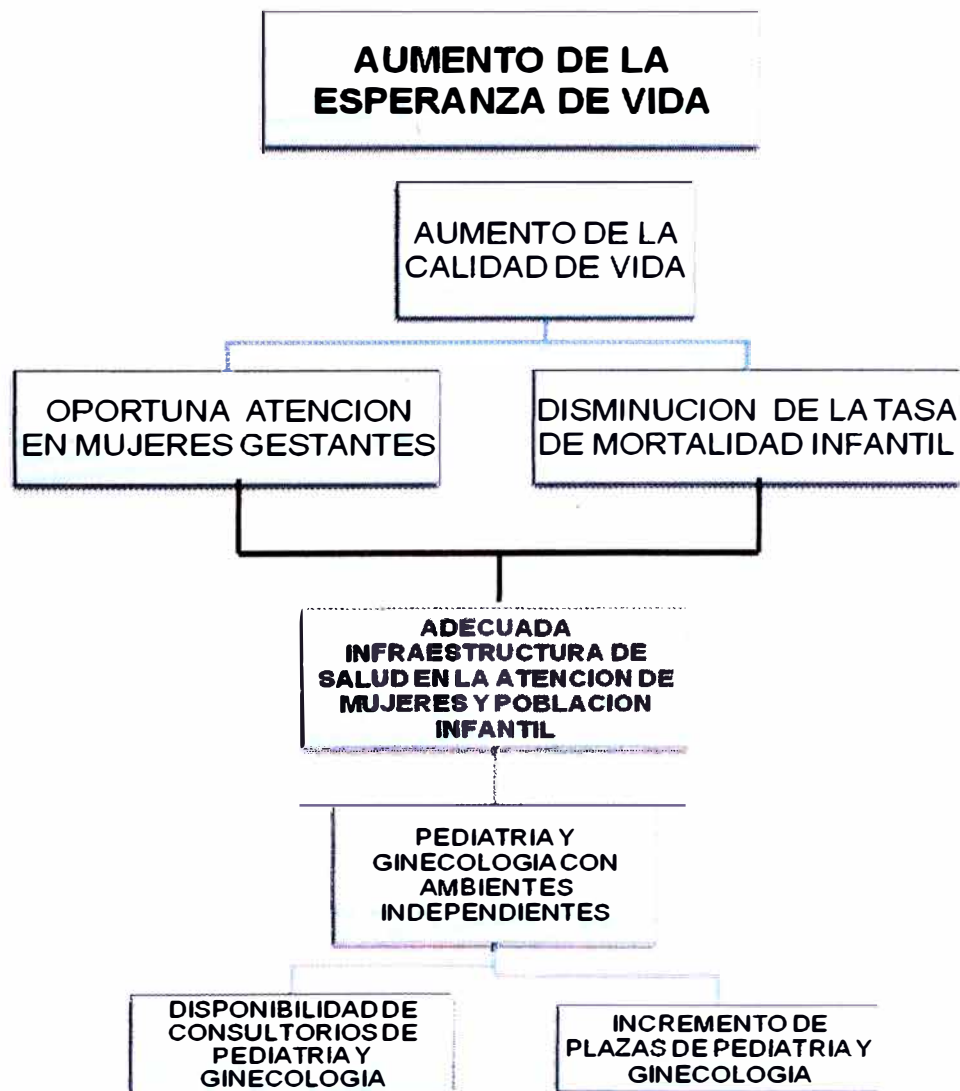 AUMENTO DE LA
ESPERANZA DE VIDA
AUMENTO DE LA
CALIDAD DE VIDA
OPORTUNA ATENCION
EN MUJERES GESTANTES
DISMINUCION DE LA TASA
DE MORTALIDAD INFANTIL
ADECUADA
INFRAESTRUCTURA DE
SALUD EN LA ATENCION DE
MUJERES Y POBLACION
INFANTIL
PEDIATRIA Y
GINECOLOGIA CON
AMBIENTES
INDEPENDIENTES
DISPONIBILIDAD DE
CONSULTORIOS DE
PEDIATRIA Y
GINECOLOGIA
INCREMENTO DE
PLAZAS DE PEDIATRIA Y
GINECOLOGIA